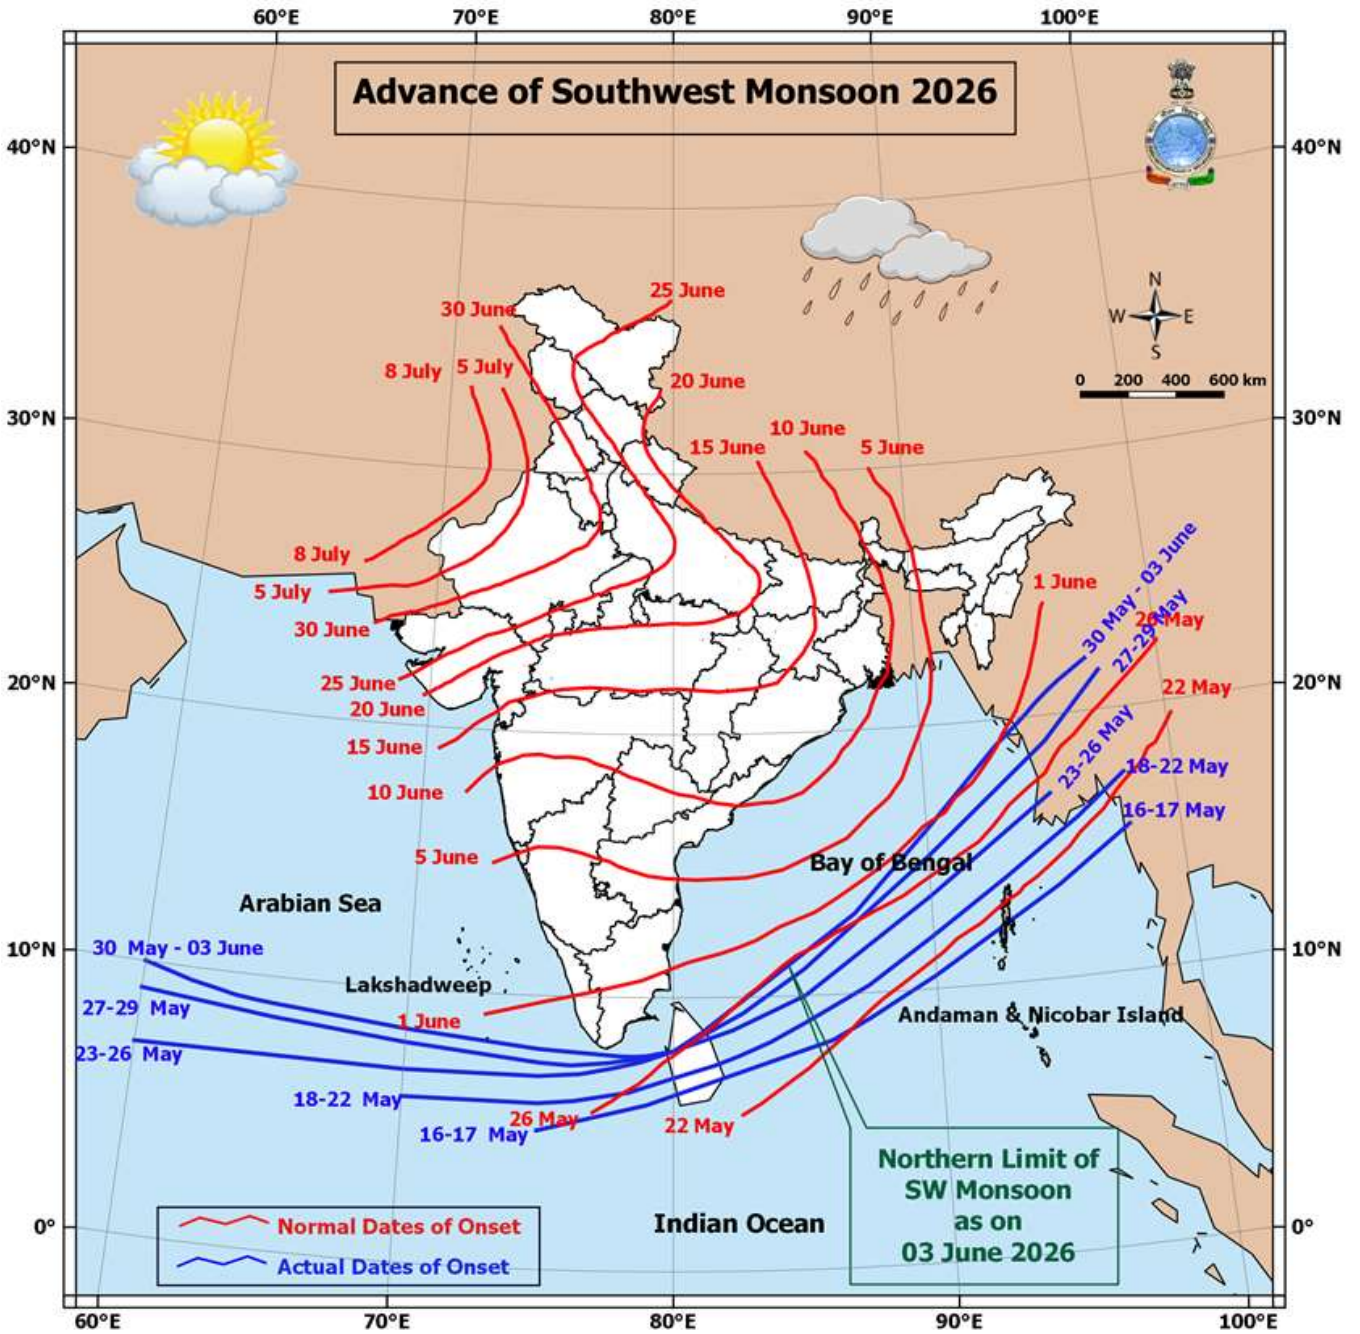 60°E 70°E 80°E 90°E 100°E
Advance of Southwest Monsoon 2026
40°N 40°N
N
W E
S
25 June
30 June
8 July 5 July
20 June
0 200 400 600 km
30°N 30°N
10 June
15 June 5 June
8 July
5 July
30 June
1 June
30 May - 03 June
27-29 May
26 May
20°N 20°N
25 June
22 May
20 June
15 June
23-26 May
18-22 May
10 June
16-17 May
5 June
Bay of Bengal
Arabian Sea
10°N 10°N
30 May - 03 June
Lakshadweep
27-29 May
1 June
Andaman & Nicobar Island
23-26 May
18-22 May
26 May
22 May
16-17 May
Northern Limit of
SW Monsoon
as on
03 June 2026
Indian Ocean
0° 0°
Normal Dates of Onset
Actual Dates of Onset
60°E 70°E 80°E 90°E 100°E